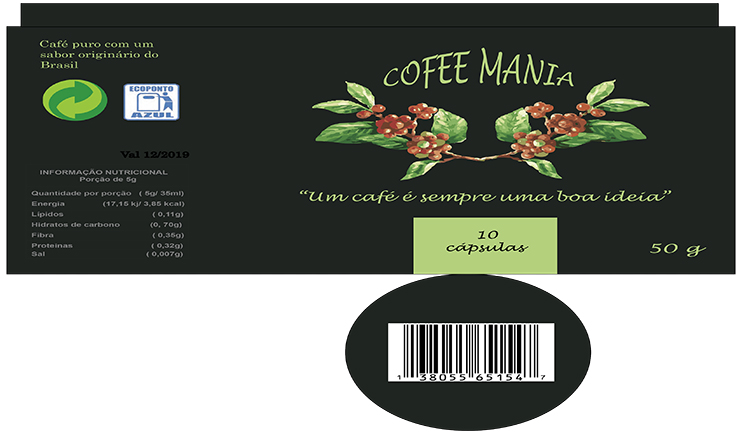 Café puro com um
sabor originário do
Brasil
ECOPONTO
AZUL
Val 12/2019
INFORMAÇÃO NUTRICIONAL
Porção de 5g
Quantidade por porção ( 5g/ 35ml)
Energia (17,15 kj/ 3,85 kcal)
Lípidos ( 0,11g)
Hidratos de carbono (0, 70g)
Fibra ( 0,35g)
Proteinas ( 0,32g)
Sal ( 0,007g)
COFEE MANIA
“Um café é sempre uma boa ideia”
10
cápsulas
50 g
1 38055 65154 7